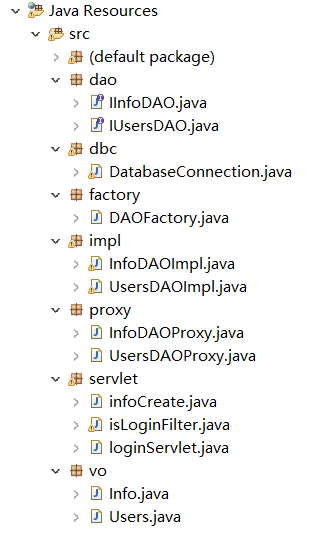 Java Resources
src
(default package)
dao
IInfoDAO.java
IUsersDAO.java
dbc
DatabaseConnection.java
factory
DAOFactory.java
impl
InfoDAOImpl.java
UsersDAOImpl.java
proxy
InfoDAOProxy.java
UsersDAOProxy.java
servlet
infoCreate.java
isLoginFilter.java
loginServlet.java
vo
Info.java
Users.java